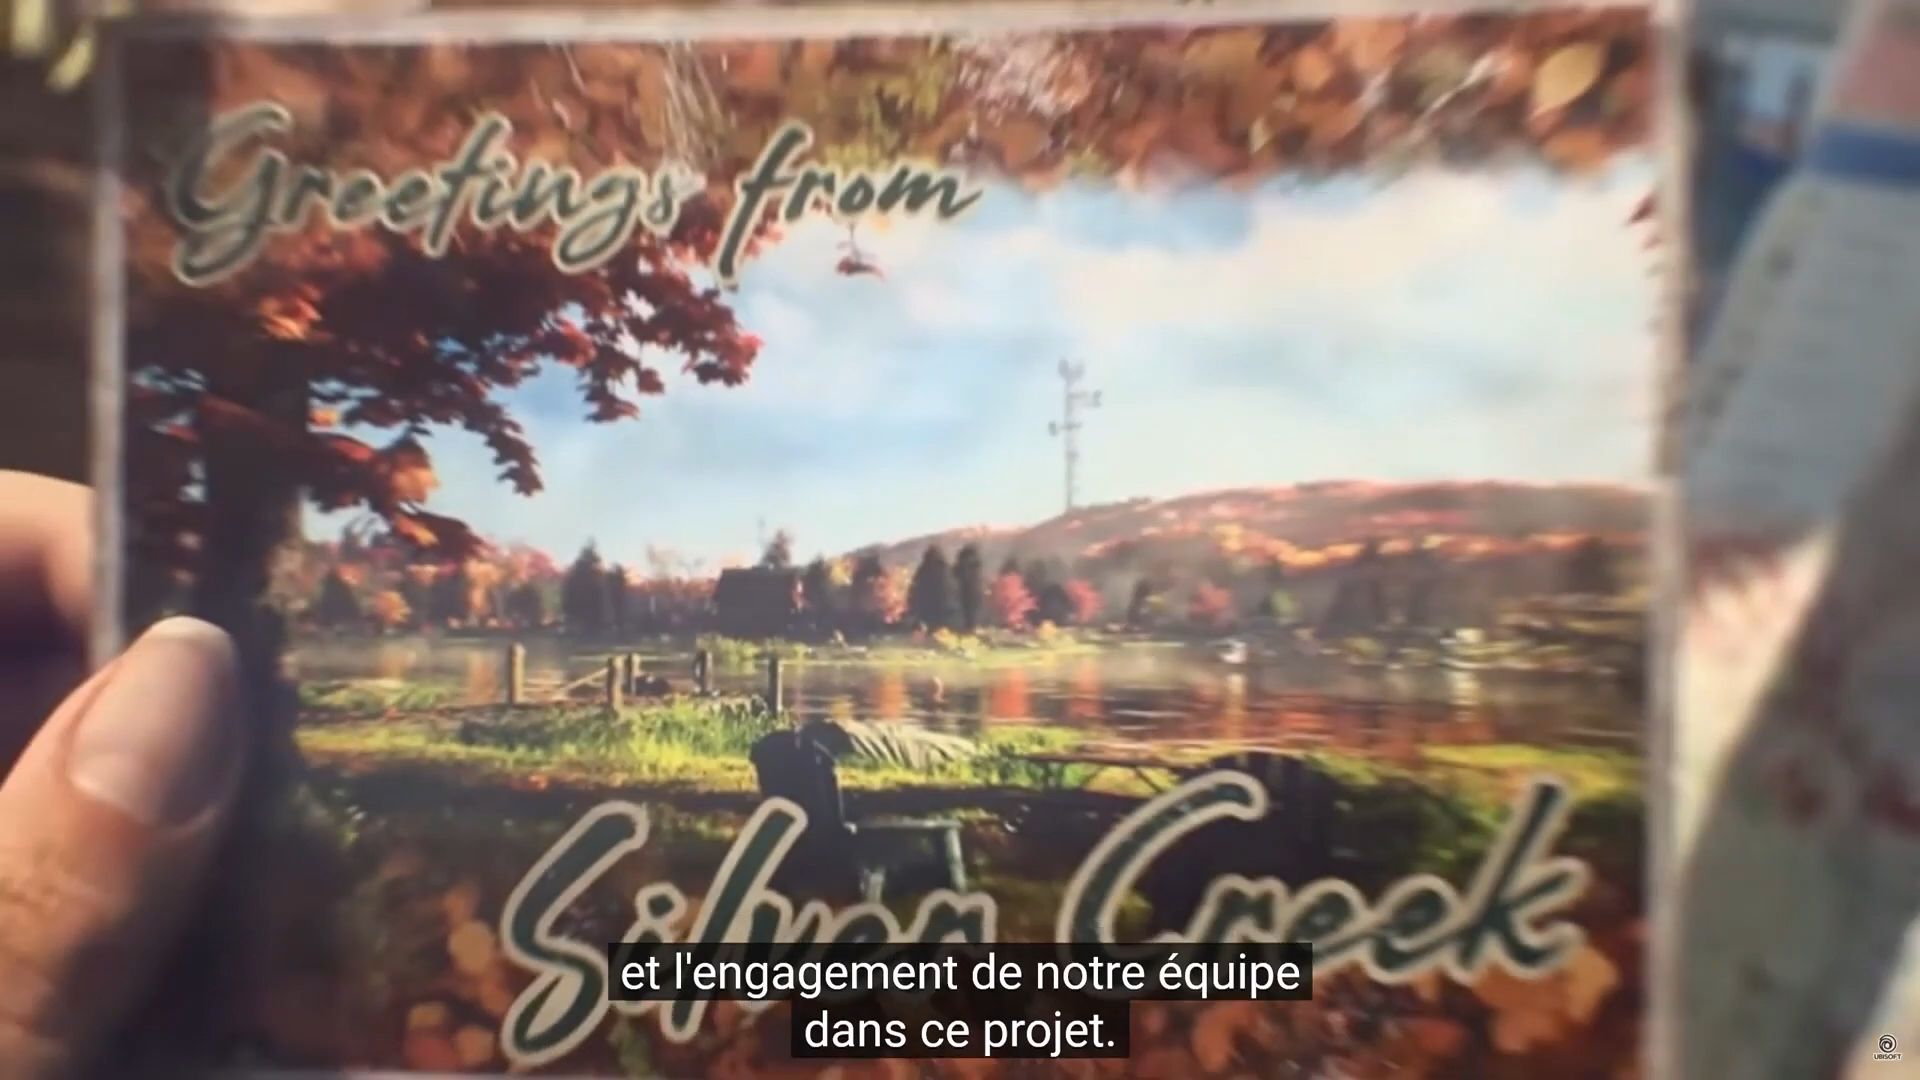 Greetings from
Silver Creek
et l'engagement de notre équipe
dans ce projet.
UBISOFT